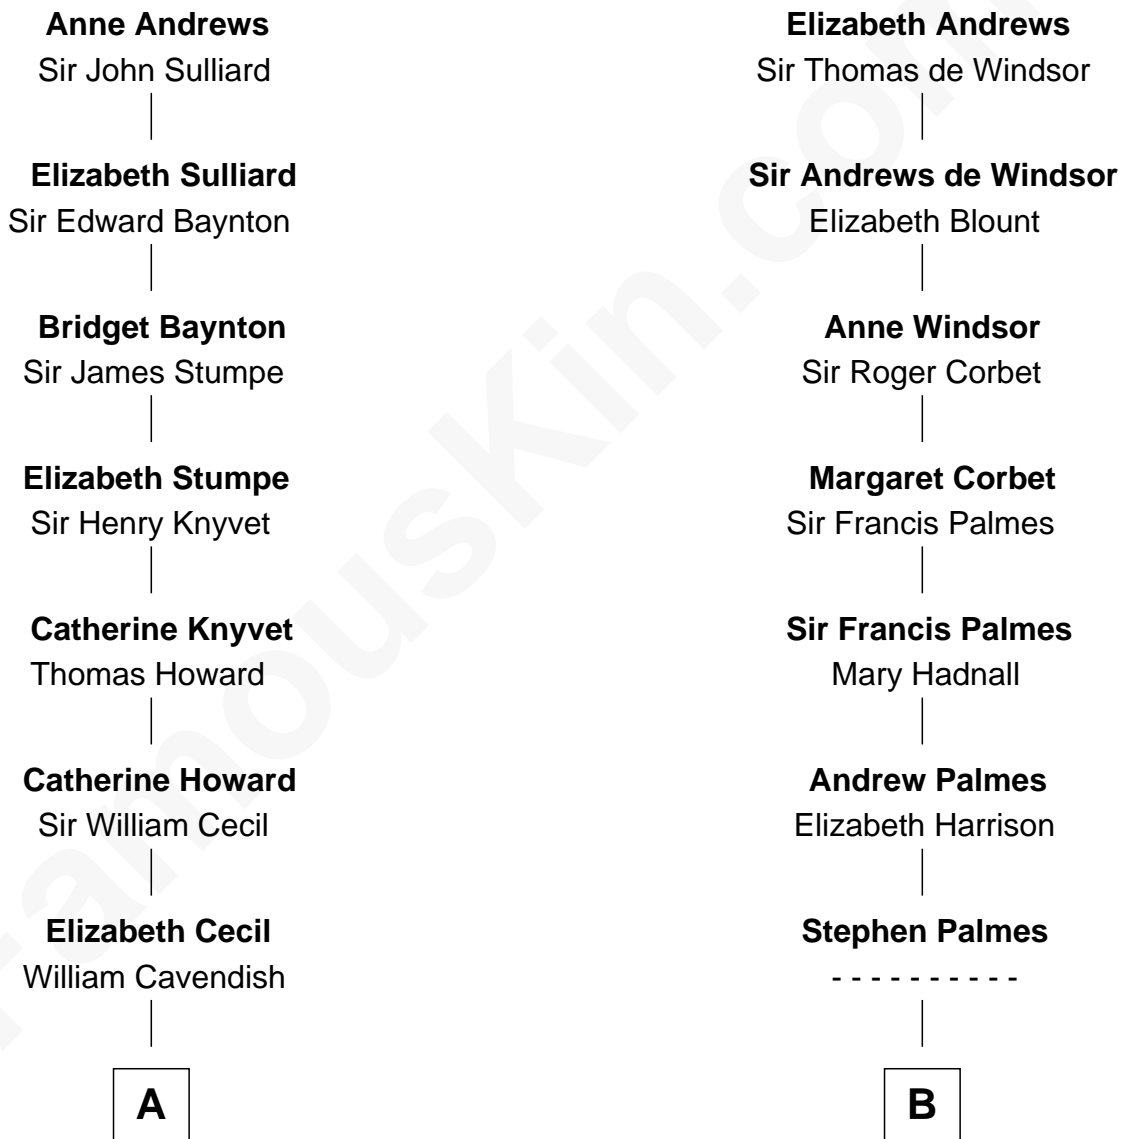 Anne Andrews
Sir John Sulliard
Elizabeth Sulliard
Sir Edward Baynton
Bridget Baynton
Sir James Stumpe
Elizabeth Stumpe
Sir Henry Knyvet
Catherine Knyvet
Thomas Howard
Catherine Howard
Sir William Cecil
Elizabeth Cecil
William Cavendish
A
Elizabeth Andrews
Sir Thomas de Windsor
Sir Andrews de Windsor
Elizabeth Blount
Anne Windsor
Sir Roger Corbet
Margaret Corbet
Sir Francis Palmes
Sir Francis Palmes
Mary Hadnall
Andrew Palmes
Elizabeth Harrison
Stephen Palmes
- - - - - - - - - -
B
FamousKin.com